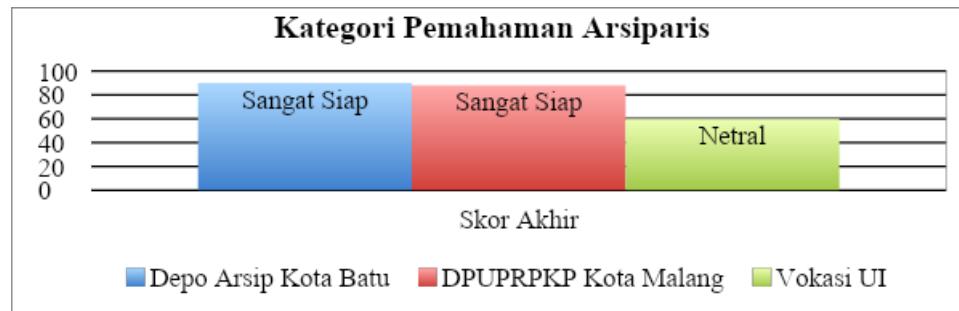 Kategori Pemahaman Arsiparis
100
80
60
40
20
0
Sangat Siap
Sangat Siap
Netral
Skor Akhir
Depo Arsip Kota Batu
DPUPRPKP Kota Malang
Vokasi UI